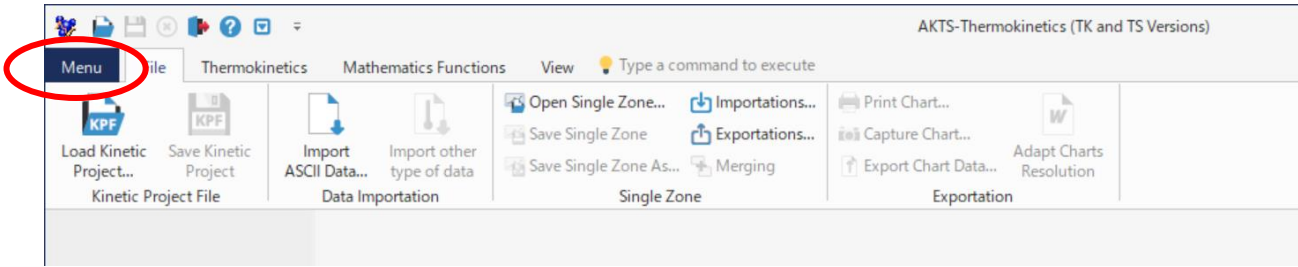 AKTS-Thermokinetics (TK and TS Versions)
Menu File Thermokinetics Mathematics Functions View Type a command to execute
KPF
Load Kinetic
Project...
KPF
Save Kinetic
Project
Kinetic Project File
Import
ASCII Data...
Import other
type of data
Data Importation
Open Single Zone...
Save Single Zone
Save Single Zone As...
Importations...
Exportations...
Merging
Single Zone
Print Chart...
Capture Chart...
Export Chart Data...
W
Adapt Charts
Resolution
Exportation